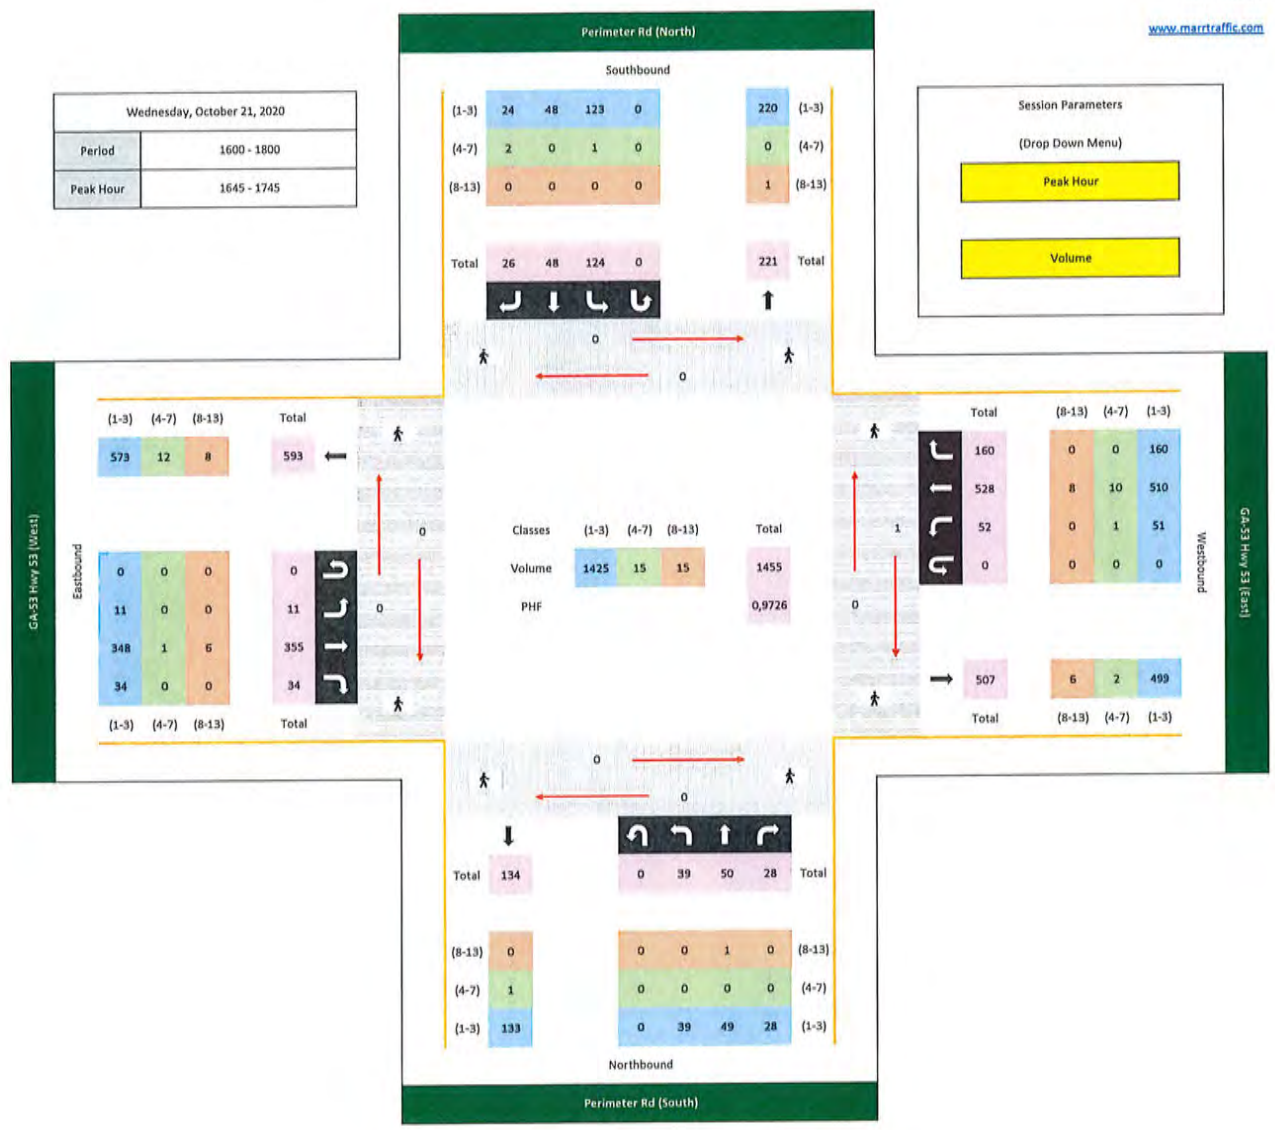 Perimeter Rd (North)
www.marrtraffic.com
Southbound
Wednesday, October 21, 2020
Period 1600 - 1800
Peak Hour 1645 - 1745
(1-3) 24 48 123 0 220 (1-3)
(4-7) 2 0 1 0 0 (4-7)
(8-13) 0 0 0 0 1 (8-13)
Total 26 48 124 0 221 Total
Session Parameters
(Drop Down Menu)
Peak Hour
Volume
0
0
GA-53 Hwy 53 (West)
Eastbound
(1-3) (4-7) (8-13) Total
573 12 8 593
0 0 0 0
11 0 0 11
348 1 6 355
34 0 0 34
(1-3) (4-7) (8-13) Total
0
0
Classes (1-3) (4-7) (8-13) Total
Volume 1425 15 15 1455
PHF 0,9726
1
0
Total (8-13) (4-7) (1-3)
160 0 0 160
528 8 10 510
52 0 1 51
0 0 0 0
507 6 2 499
Total (8-13) (4-7) (1-3)
Westbound
GA-53 Hwy 53 (East)
0
0
Total 134 0 39 50 28 Total
(8-13) 0 0 0 1 0 (8-13)
(4-7) 1 0 0 0 0 (4-7)
(1-3) 133 0 39 49 28 (1-3)
Northbound
Perimeter Rd (South)